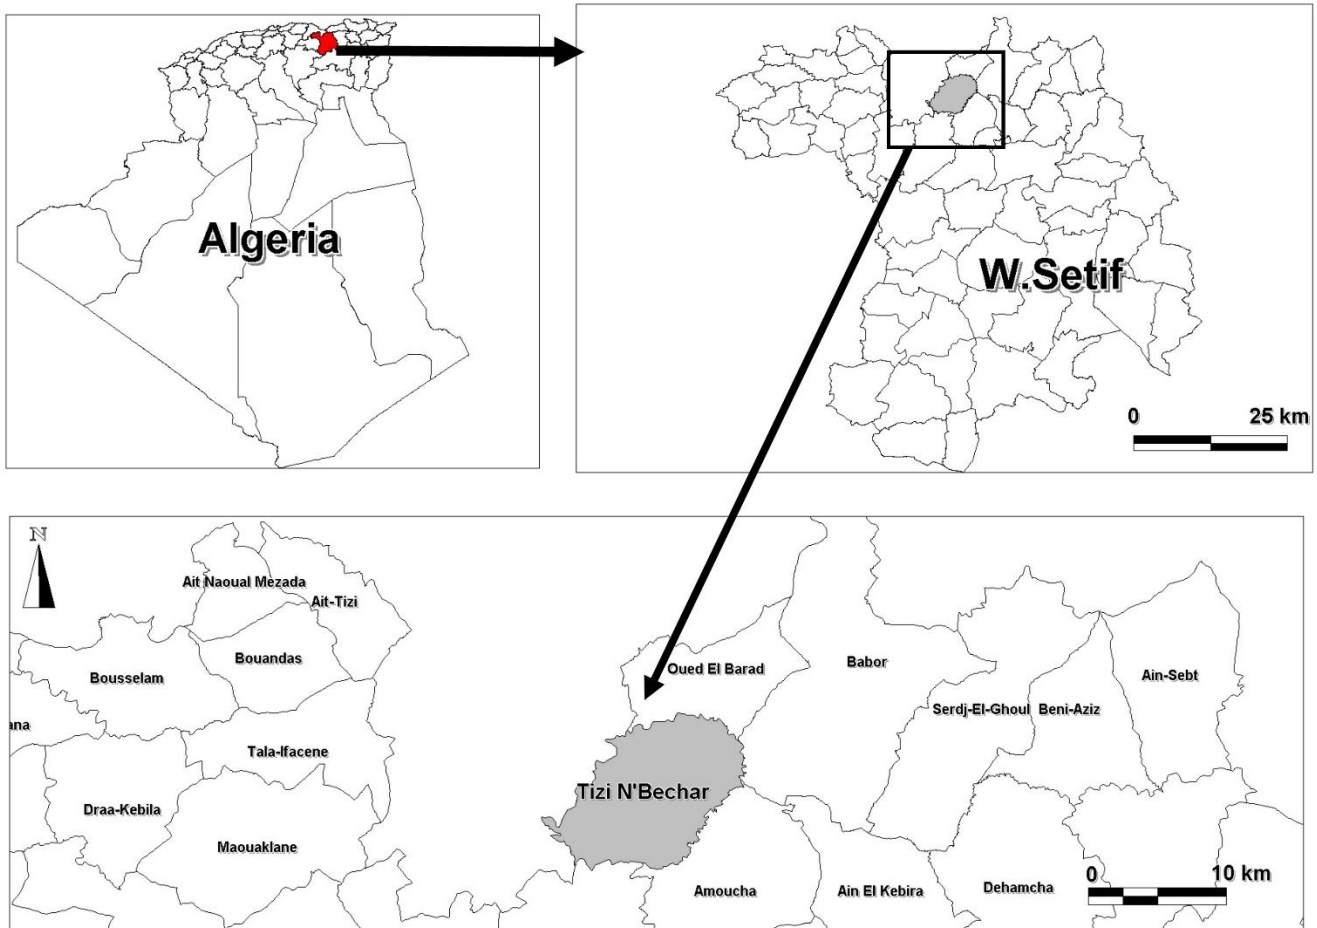 Algeria
W.Setif
0 25 km
N
Ait Naoual Mezada
Ait-Tizi
Bouandas
Bousselam
Oued El Barad
Babor
Ain-Sebt
Serdj-El-Ghoul
Beni-Aziz
ana
Tala-Ifacene
Tizi N'Bechar
Draa-Kebila
Maouaklane
Amoucha
Ain El Kebira
Dehamcha
0 10 km